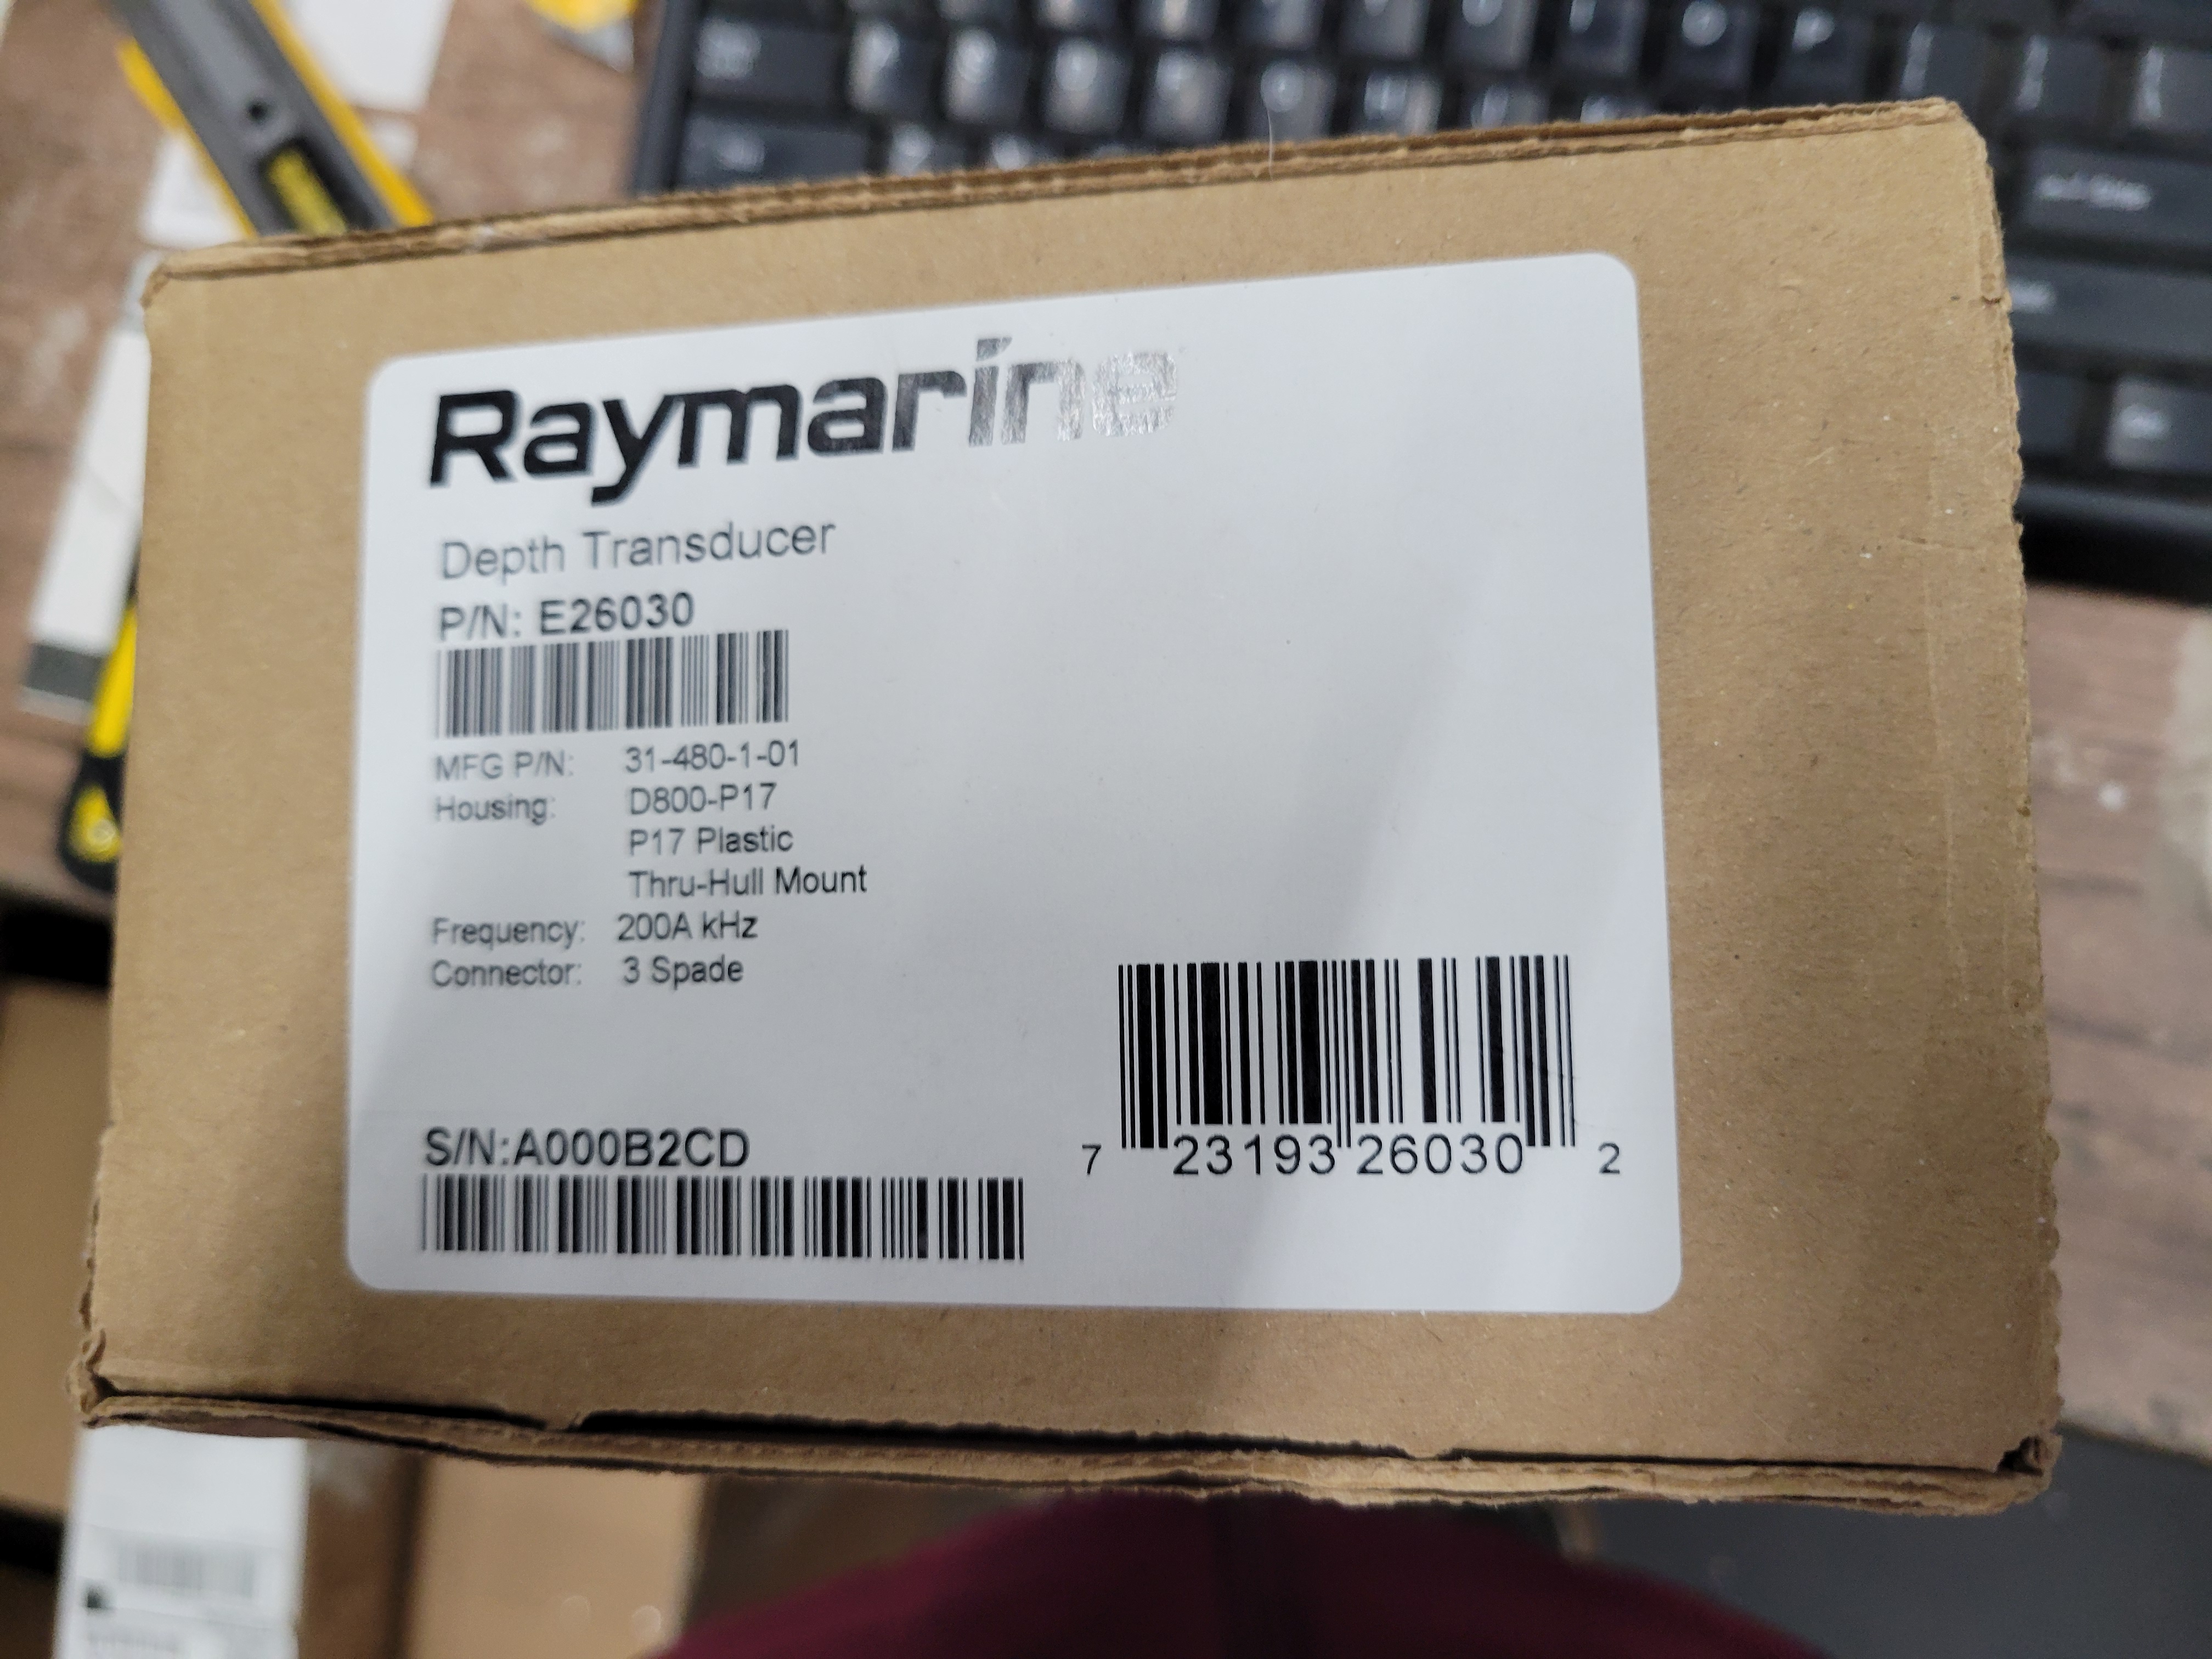 Raymarine
Depth Transducer
P/N: E26030
MFG P/N: 31-480-1-01
Housing: D800-P17
P17 Plastic
Thru-Hull Mount
Frequency: 200A kHz
Connector: 3 Spade
S/N:A000B2CD
7 23193 26030 2